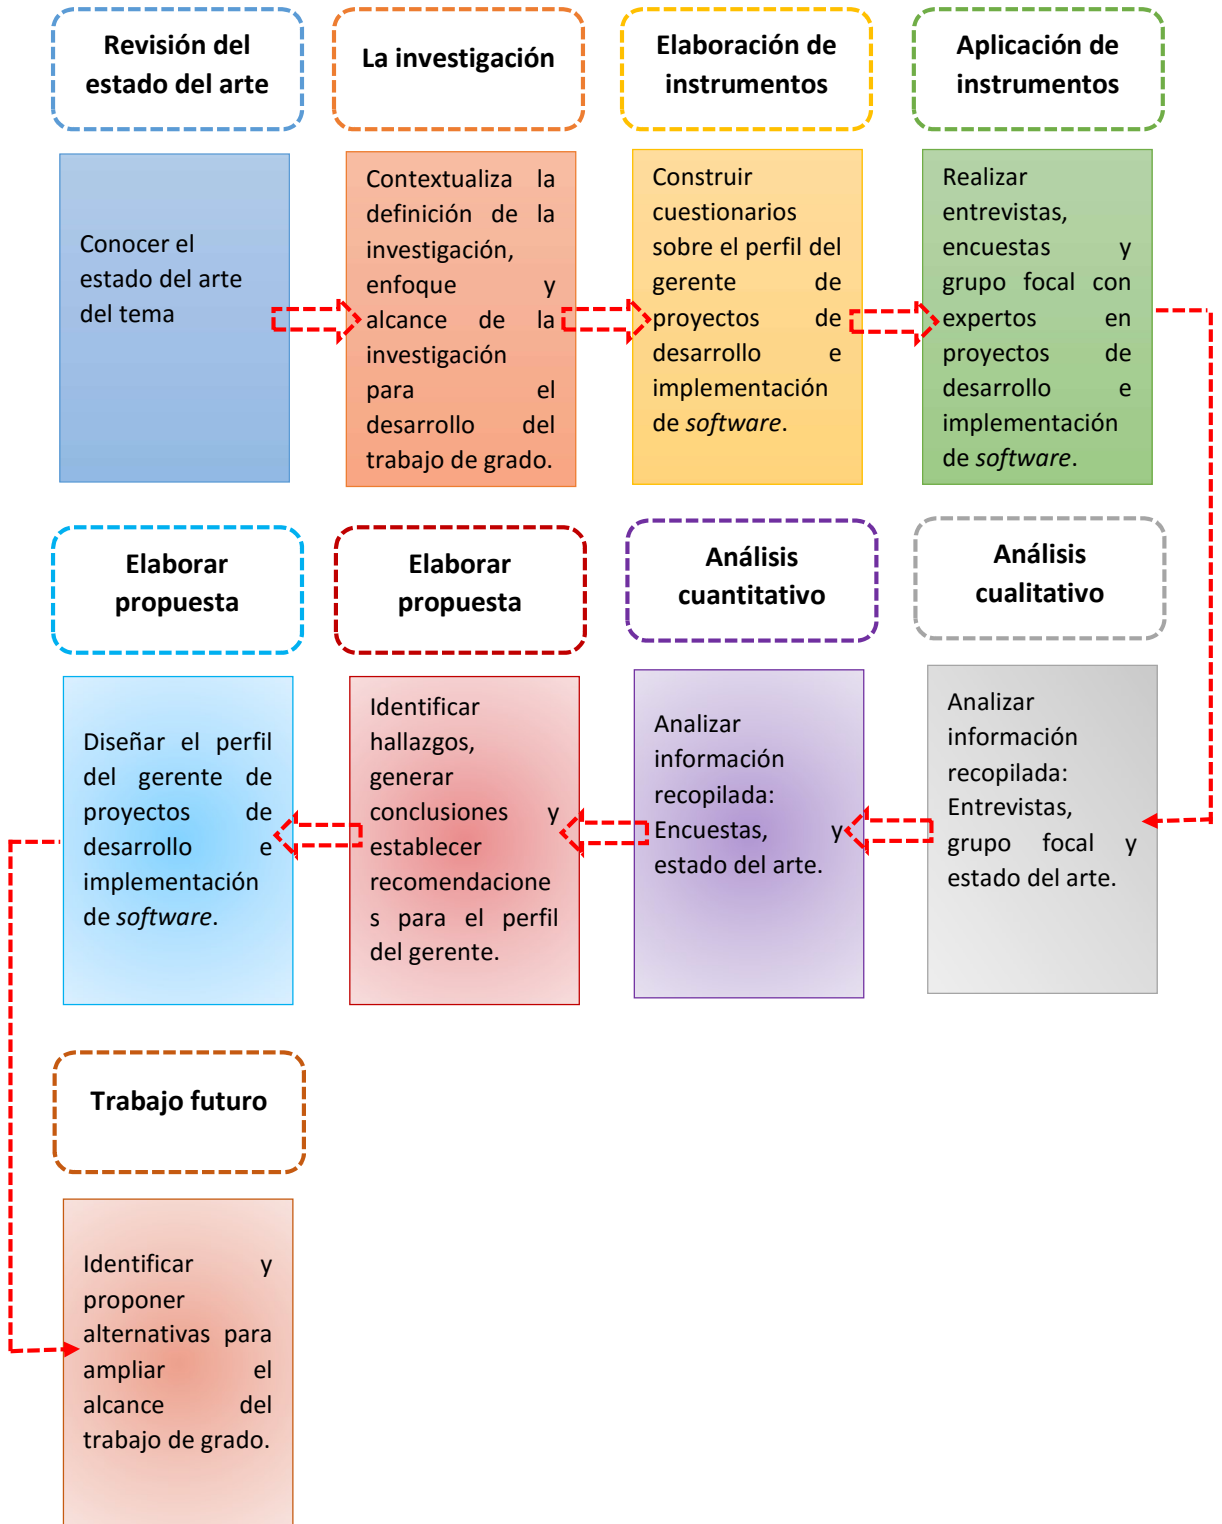 Revisión del
estado del arte
La investigación
Elaboración de
instrumentos
Aplicación de
instrumentos
Conocer el
estado del arte
del tema
Contextualiza la
definición de la
investigación,
enfoque y
alcance de la
investigación
para el
desarrollo del
trabajo de grado.
Construir
cuestionarios
sobre el perfil del
gerente de
proyectos de
desarrollo e
implementación
de software.
Realizar
entrevistas,
encuestas y
grupo focal con
expertos en
proyectos de
desarrollo e
implementación
de software.
Elaborar
propuesta
Elaborar
propuesta
Análisis
cuantitativo
Análisis
cualitativo
Diseñar el perfil
del gerente de
proyectos de
desarrollo e
implementación
de software.
Identificar
hallazgos,
generar
conclusiones y
establecer
recomendacione
s para el perfil
del gerente.
Analizar
información
recopilada:
Encuestas, y
estado del arte.
Analizar
información
recopilada:
Entrevistas,
grupo focal y
estado del arte.
Trabajo futuro
Identificar y
proponer
alternativas para
ampliar el
alcance del
trabajo de grado.